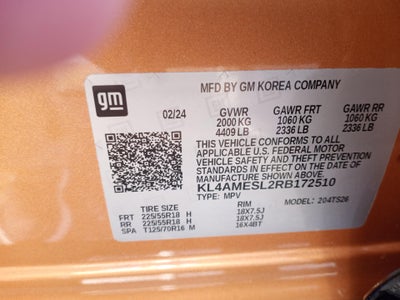 gm
MFD BY GM KOREA COMPANY
02/24 GVWR GAWR FRT GAWR RR
2000 KG 1060 KG 1060 KG
4409 LB 2336 LB 2336 LB
THIS VEHICLE CONFORMS TO ALL
APPLICABLE U.S. FEDERAL MOTOR
VEHICLE SAFETY AND THEFT PREVENTION
STANDARDS IN EFFECT ON THE DATE OF
MANUFACTURE SHOWN ABOVE.
KL4AMESL2RB172510
TYPE: MPV MODEL: 204TS26
TIRE SIZE RIM
FRT 225/55R18 H 18X7.5J
RR 225/55R18 H 18X7.5J
SPA T125/70R16 M 16X4BT